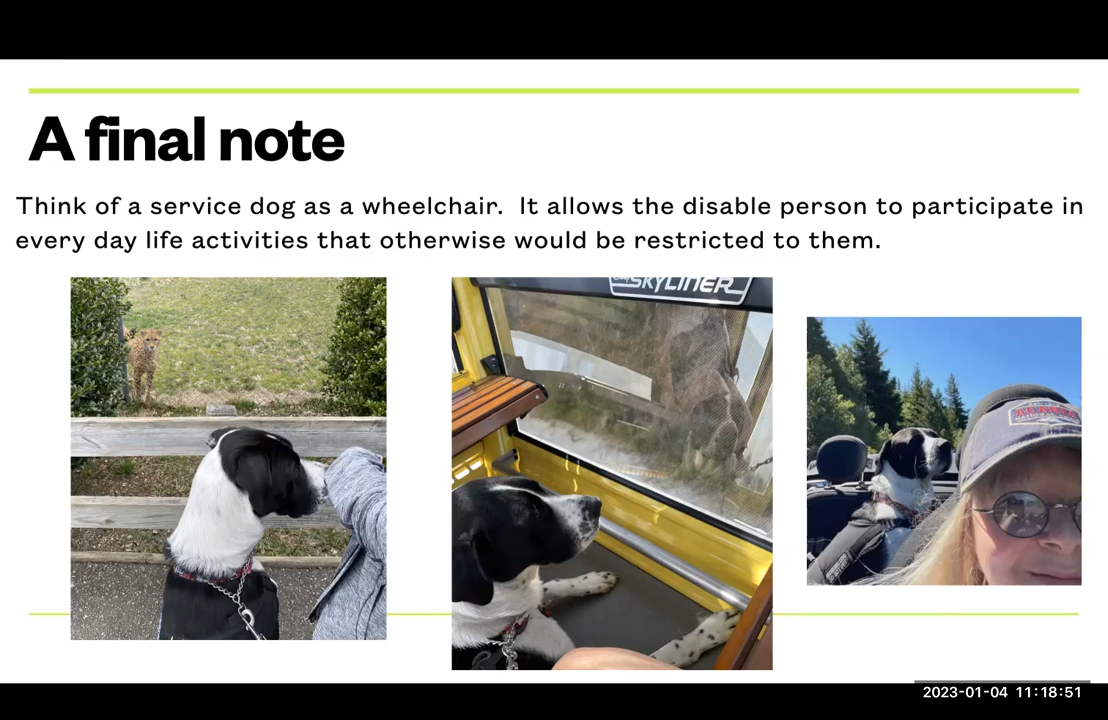 A final note
Think of a service dog as a wheelchair.  It allows the disable person to participate in
every day life activities that otherwise would be restricted to them.
SKYLINER
2023-01-04 11:18:51